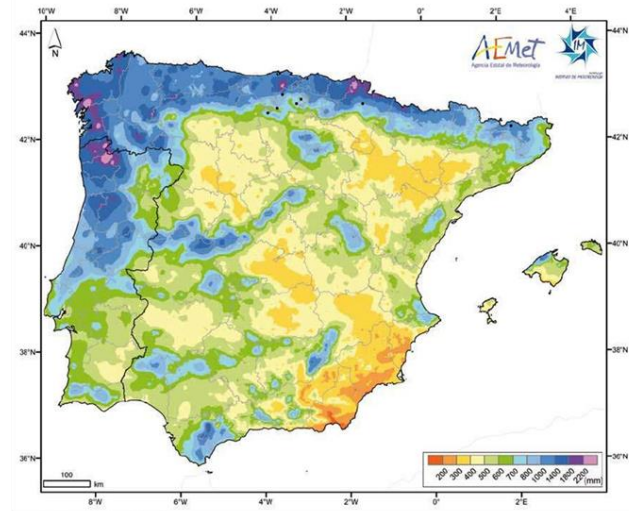 10°W 8°W 6°W 4°W 2°W 0° 2°E 4°E
44°N 44°N
N
AEmet
Agencia Estatal de Meteorología
IM
42°N 42°N
40°N 40°N
38°N 38°N
36°N 36°N
200 300 400 500 600 700 800 1000 1400 1800 2200 (mm)
100 km
8°W 6°W 4°W 2°W 0° 2°E